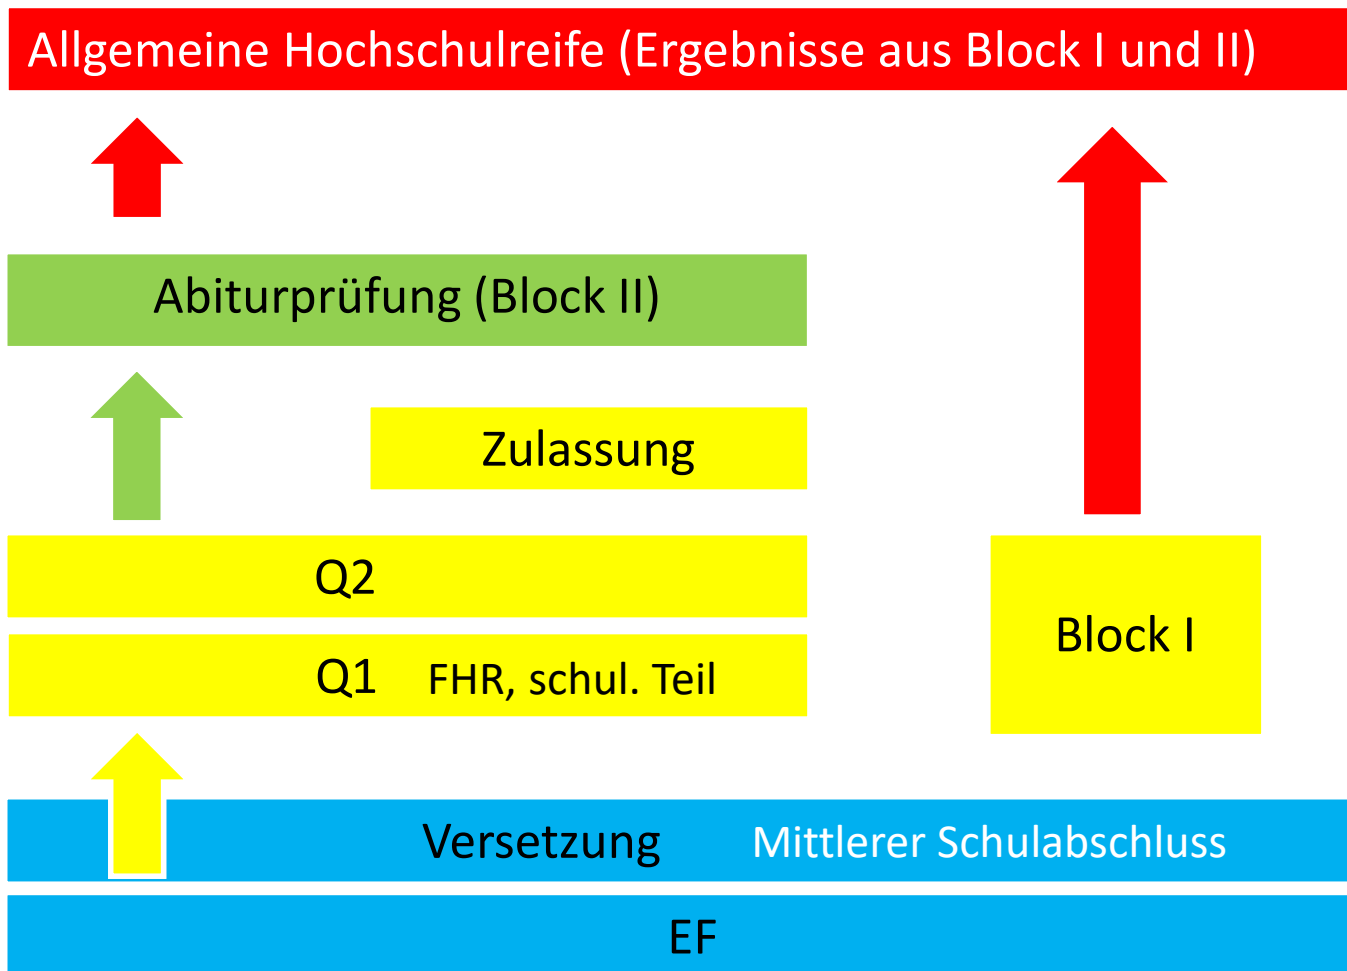 Allgemeine Hochschulreife (Ergebnisse aus Block I und II)
Abiturprüfung (Block II)
Zulassung
Q2
Q1 FHR, schul. Teil
Block I
Versetzung Mittlerer Schulabschluss
EF